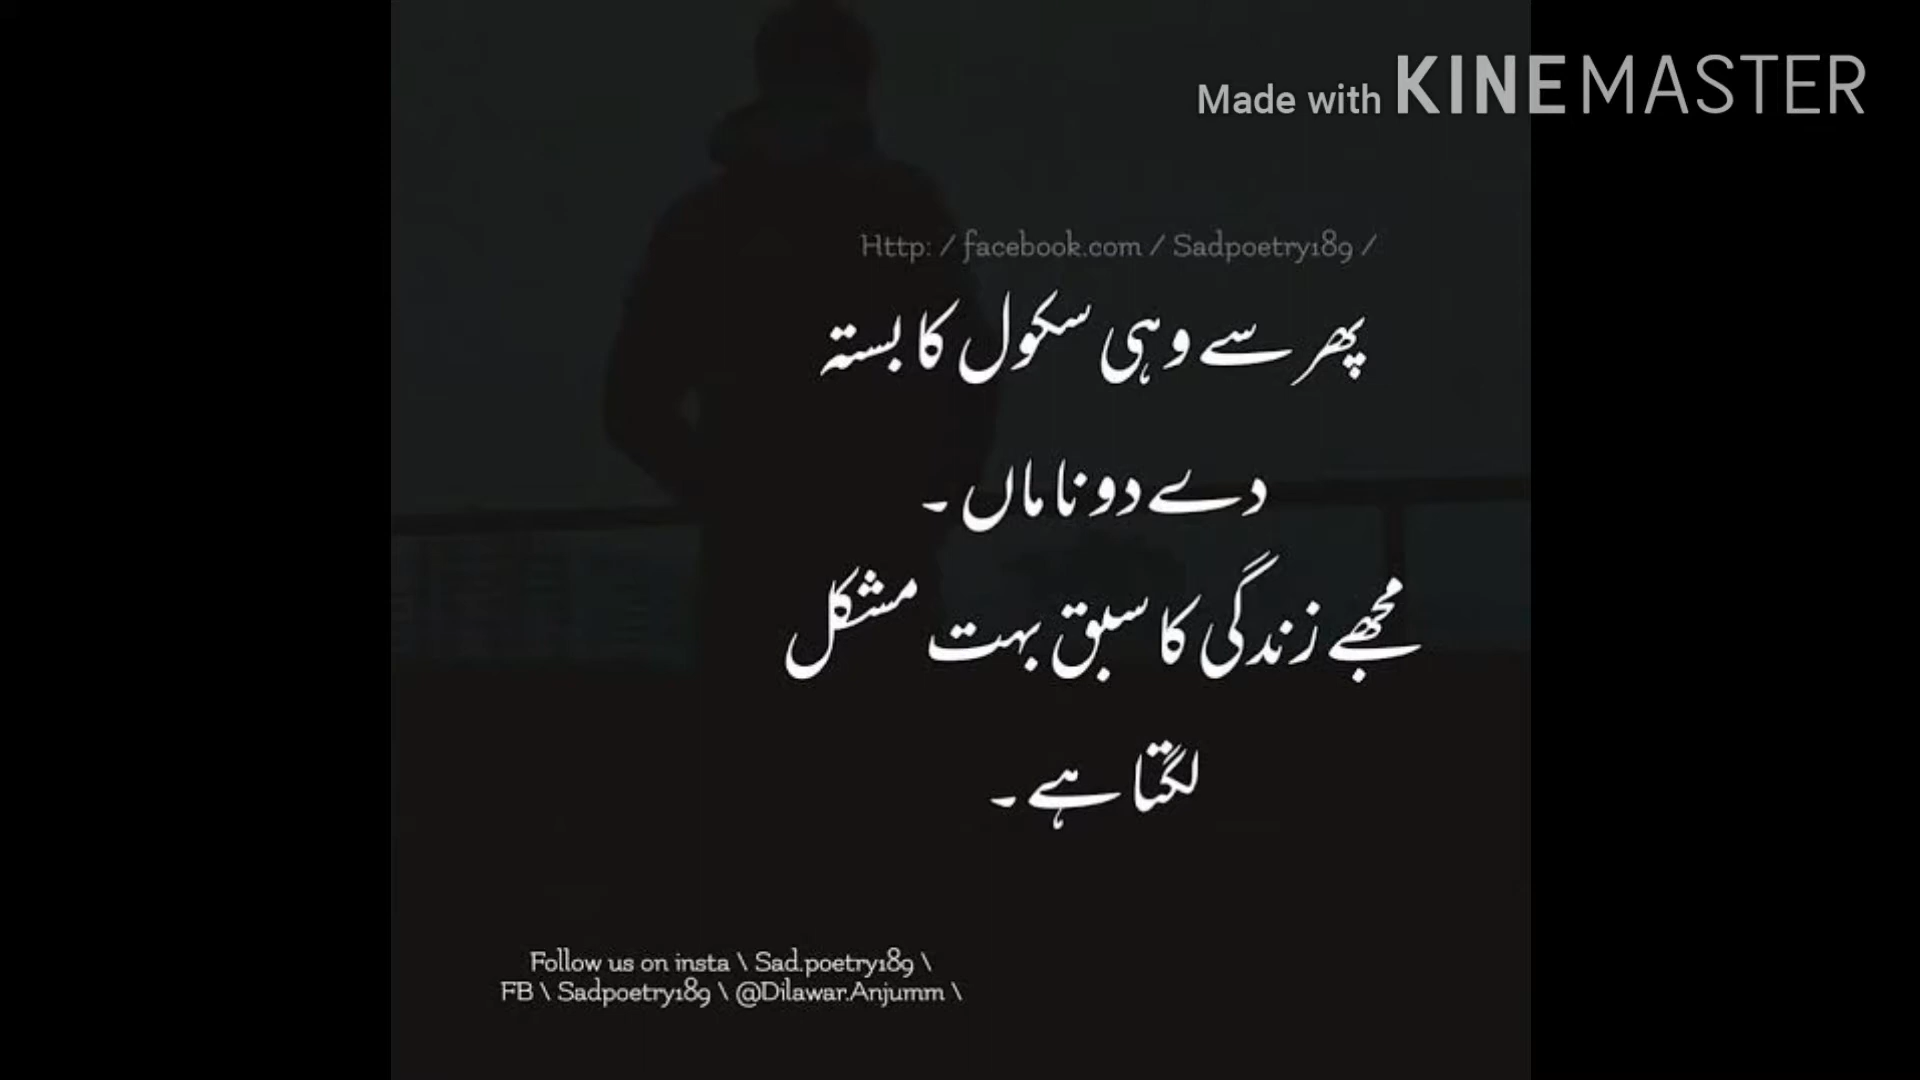 Made with KINEMASTER
Http: / facebook.com / Sadpoetry189 /
پھر سے وہی سکول کا بستہ
دے دو نا ماں ۔
مجھے زندگی کا سبق بہت مشکل
لگتا ہے ۔
Follow us on insta \ Sad.poetry189 \
FB \ Sadpoetry189 \ @Dilawar.Anjumm \